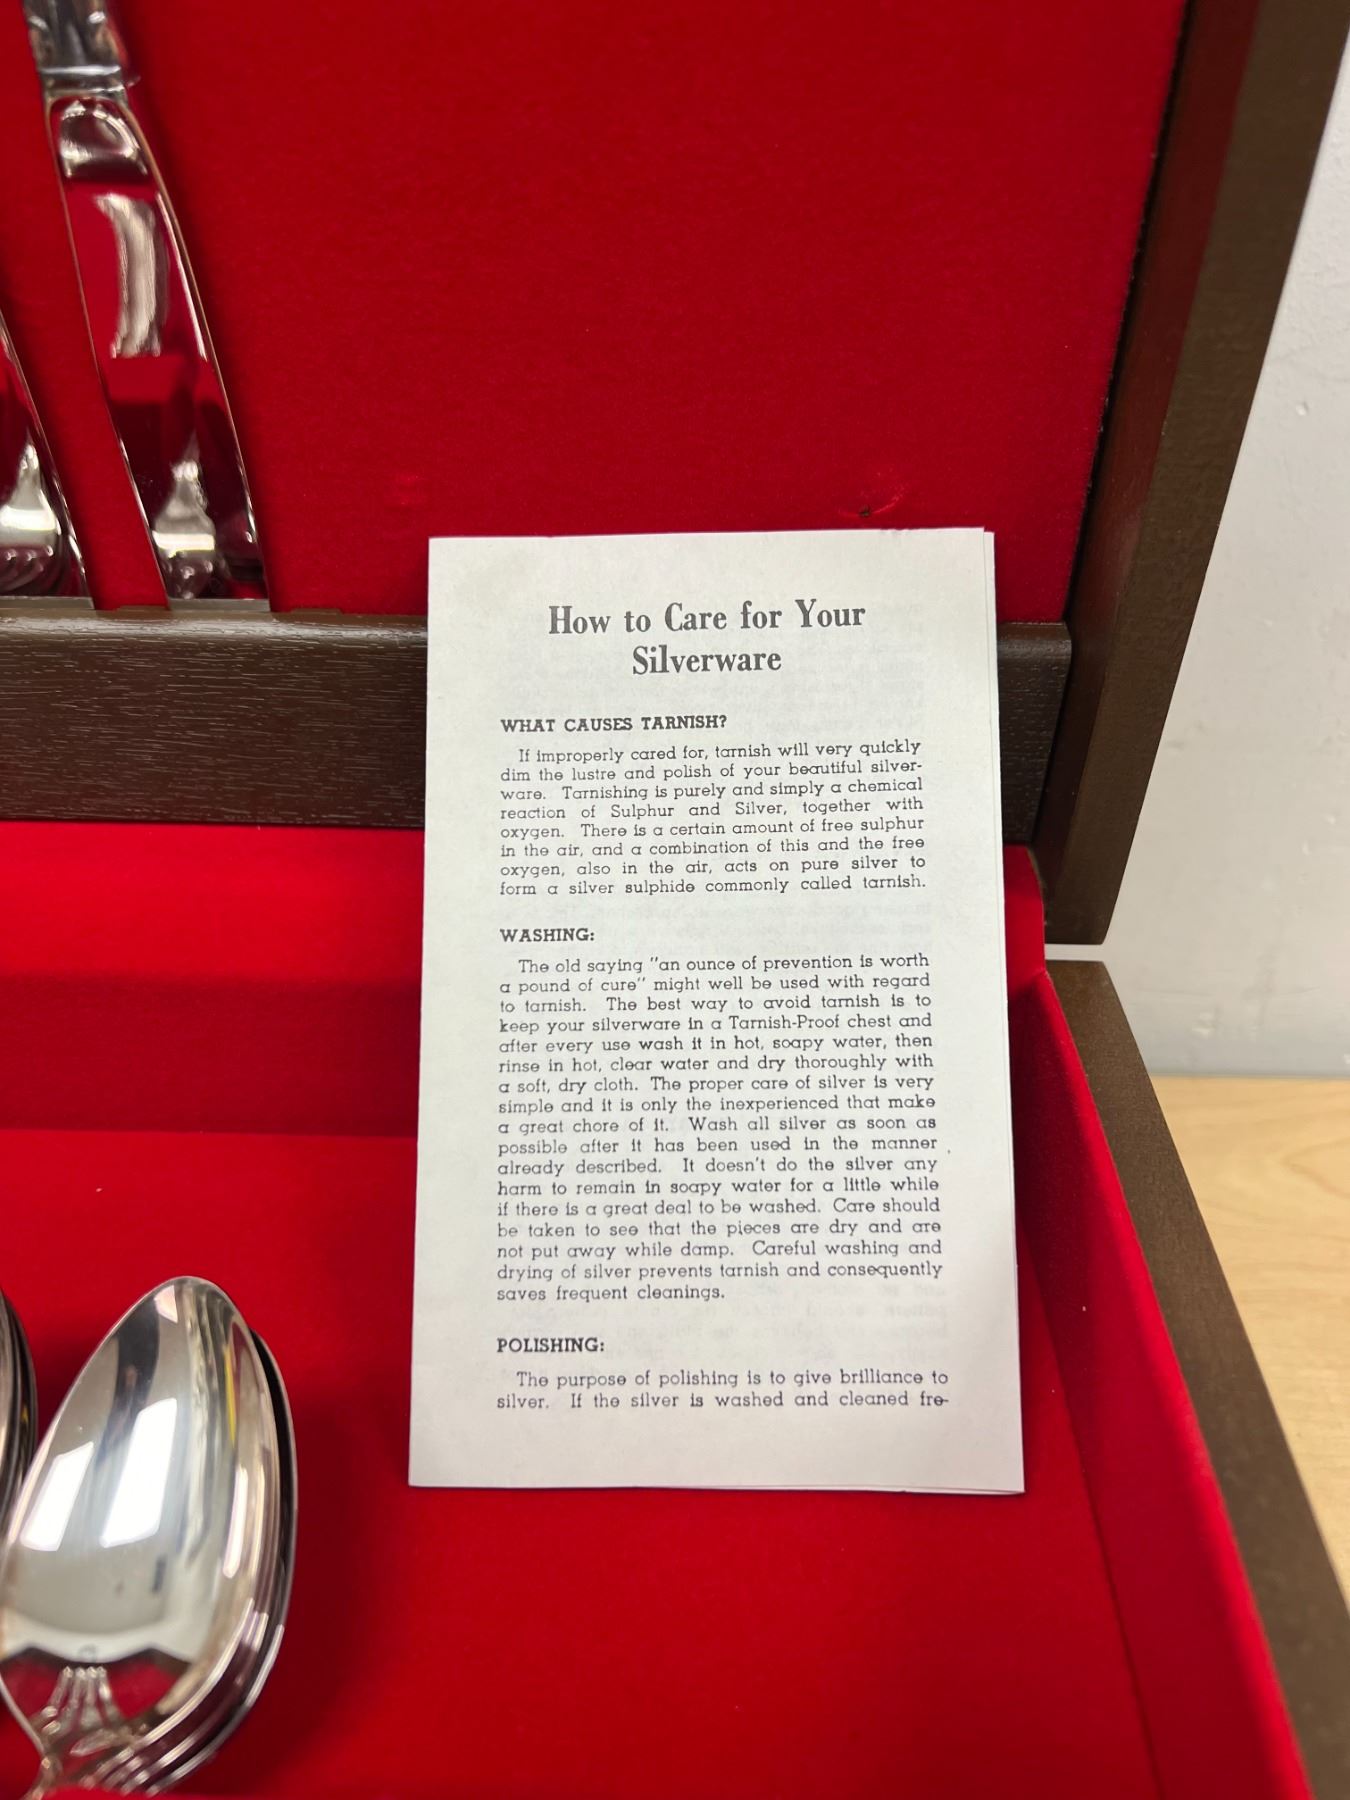 How to Care for Your
Silverware
WHAT CAUSES TARNISH?
If improperly cared for, tarnish will very quickly
dim the lustre and polish of your beautiful silver-
ware. Tarnishing is purely and simply a chemical
reaction of Sulphur and Silver, together with
oxygen. There is a certain amount of free sulphur
in the air, and a combination of this and the free
oxygen, also in the air, acts on pure silver to
form a silver sulphide commonly called tarnish.
WASHING:
The old saying "an ounce of prevention is worth
a pound of cure" might well be used with regard
to tarnish. The best way to avoid tarnish is to
keep your silverware in a Tarnish-Proof chest and
after every use wash it in hot, soapy water, then
rinse in hot, clear water and dry thoroughly with
a soft, dry cloth. The proper care of silver is very
simple and it is only the inexperienced that make
a great chore of it. Wash all silver as soon as
possible after it has been used in the manner
already described. It doesn't do the silver any
harm to remain in soapy water for a little while
if there is a great deal to be washed. Care should
be taken to see that the pieces are dry and are
not put away while damp. Careful washing and
drying of silver prevents tarnish and consequently
saves frequent cleanings.
POLISHING:
The purpose of polishing is to give brilliance to
silver. If the silver is washed and cleaned fre-